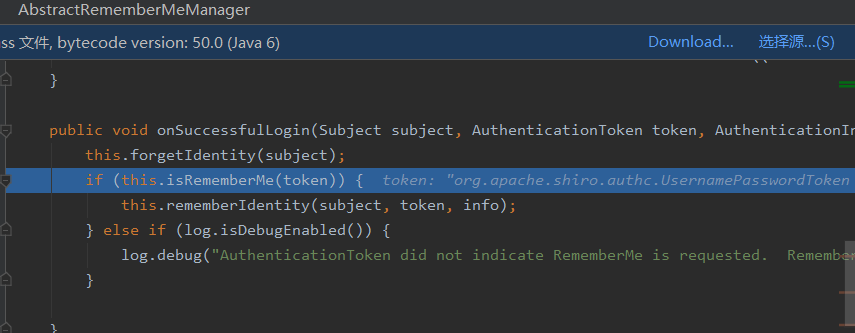 AbstractRememberMeManager
ss 文件, bytecode version: 50.0 (Java 6) Download... 选择源...(S)
}
public void onSuccessfulLogin(Subject subject, AuthenticationToken token, AuthenticationIn
this.forgetIdentity(subject);
if (this.isRememberMe(token)) { token: "org.apache.shiro.authc.UsernamePasswordToken
this.rememberIdentity(subject, token, info);
} else if (log.isDebugEnabled()) {
log.debug("AuthenticationToken did not indicate RememberMe is requested.  Remember
}
}